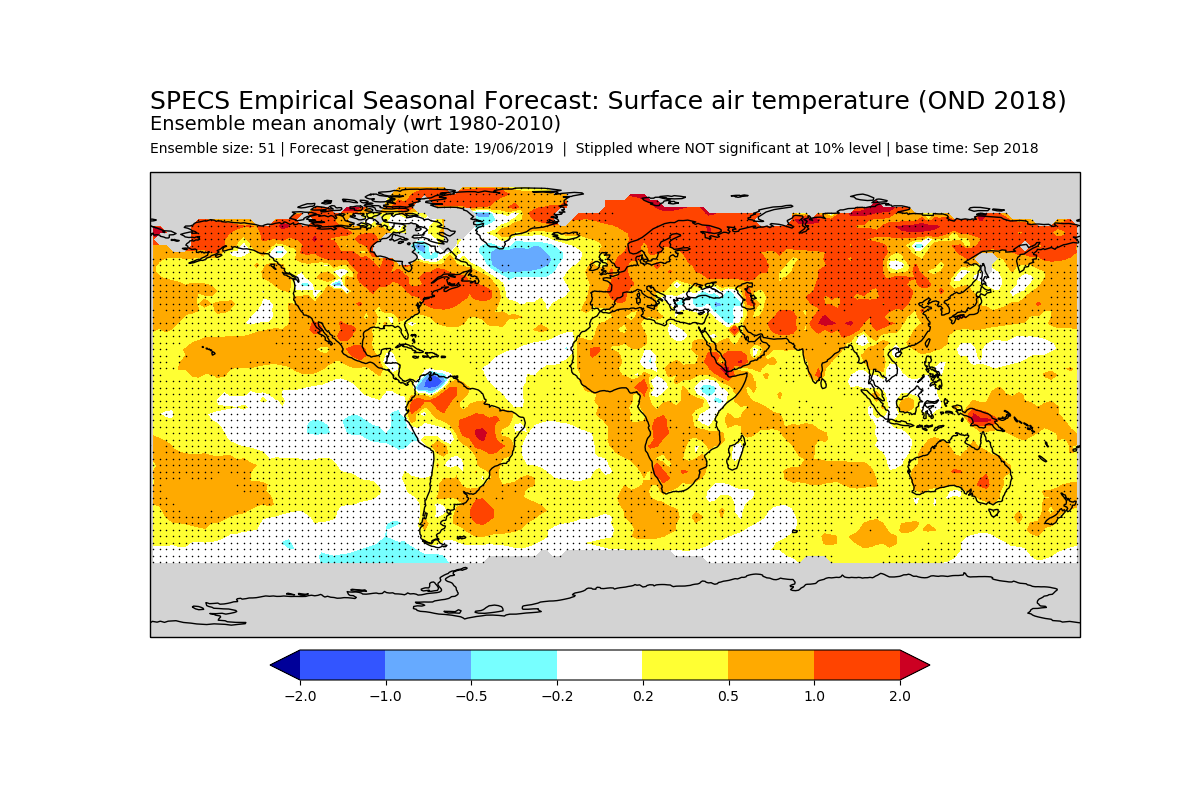 SPECS Empirical Seasonal Forecast: Surface air temperature (OND 2018)
Ensemble mean anomaly (wrt 1980-2010)
Ensemble size: 51 | Forecast generation date: 19/06/2019 | Stippled where NOT significant at 10% level | base time: Sep 2018
−2.0 −1.0 −0.5 −0.2 0.2 0.5 1.0 2.0